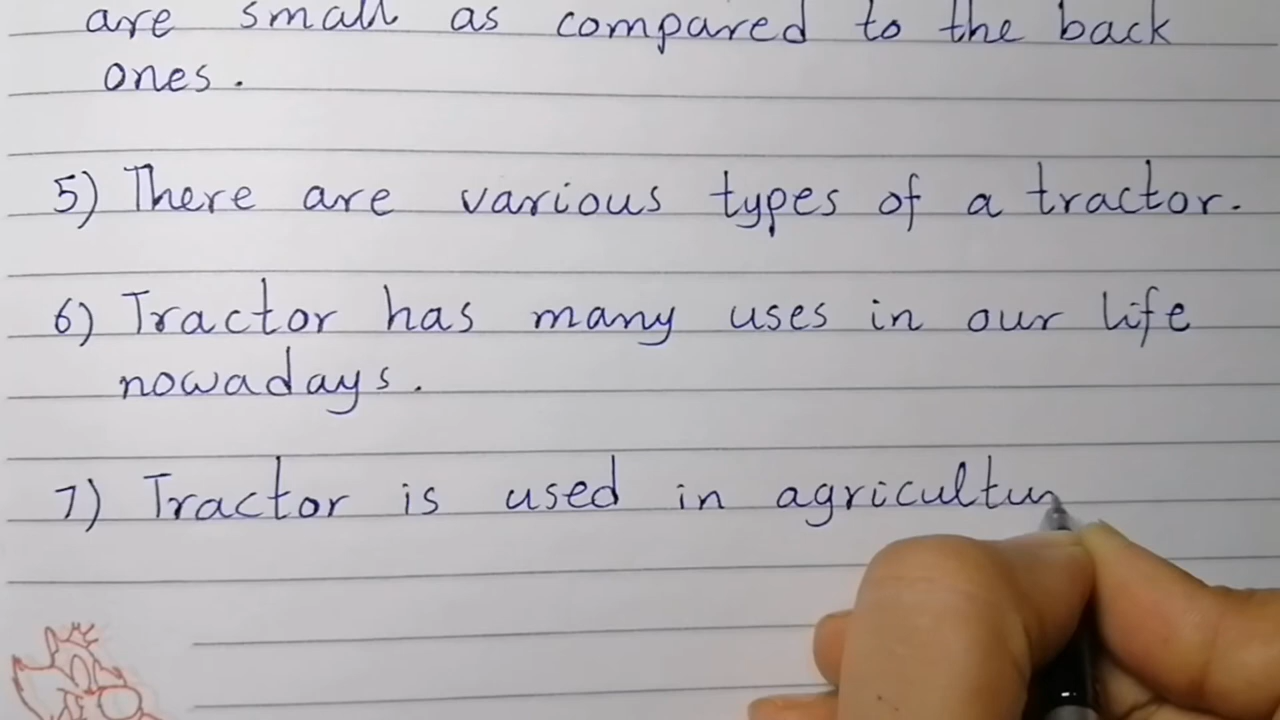 are small as compared to the back
ones.
5) There are various types of a tractor.
6) Tractor has many uses in our life
nowadays.
7) Tractor is used in agricultur